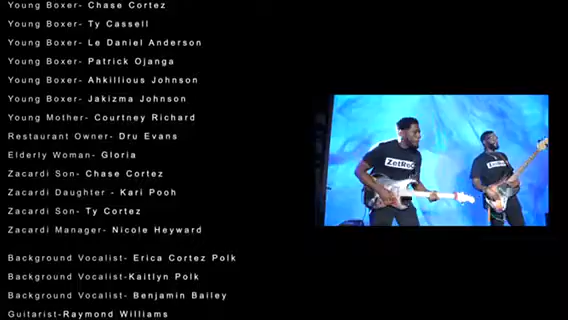 Young Boxer- Chase Cortez
Young Boxer- Ty Cassell
Young Boxer- Le Daniel Anderson
Young Boxer- Patrick Ojanga
Young Boxer- Ahkillious Johnson
Young Boxer- Jakizma Johnson
Young Mother- Courtney Richard
Restaurant Owner- Dru Evans
Elderly Woman- Gloria
Zacardi Son- Chase Cortez
Zacardi Daughter - Kari Pooh
Zacardi Son- Ty Cortez
Zacardi Manager- Nicole Heyward
Background Vocalist- Erica Cortez Polk
Background Vocalist-Kaitlyn Polk
Background Vocalist- Benjamin Bailey
Guitarist-Raymond Williams